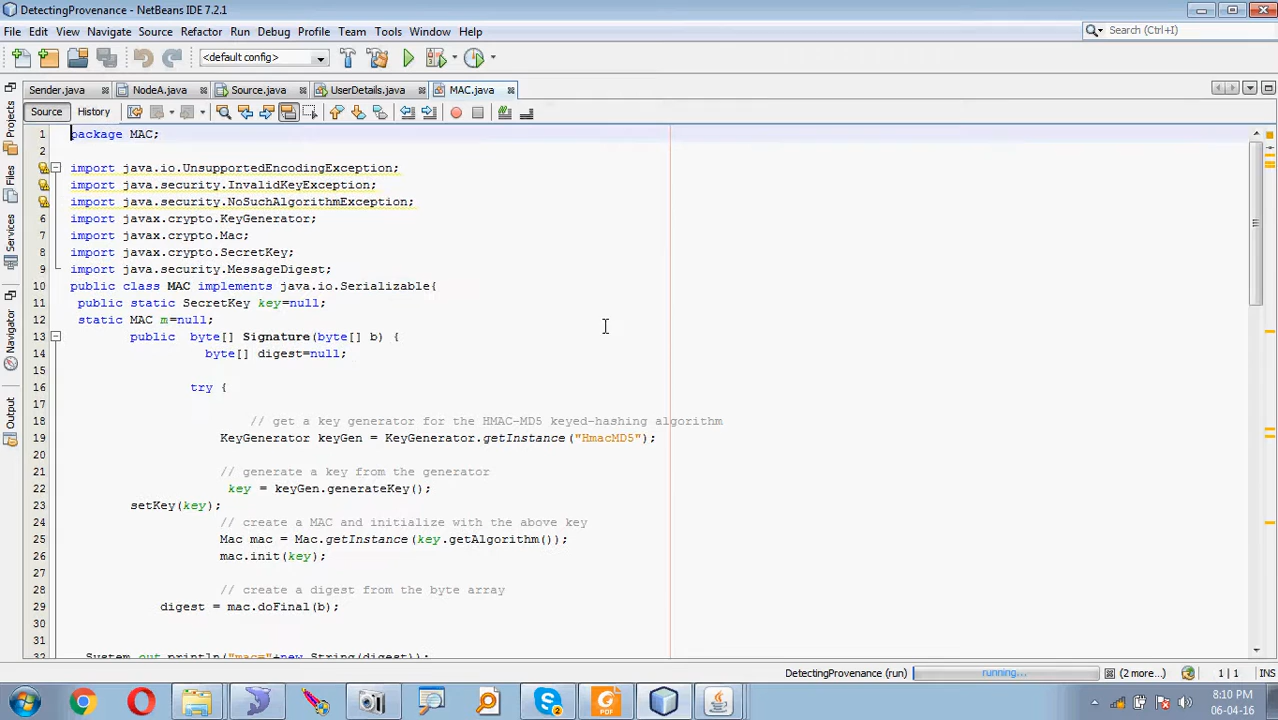 DetectingProvenance - NetBeans IDE 7.2.1
File Edit View Navigate Source Refactor Run Debug Profile Team Tools Window Help
Search (Ctrl+I)
<default config>
Sender.java NodeA.java Source.java UserDetails.java MAC.java
Source History
Projects
Files
Services
Navigator
Output
1 package MAC;
2
3 import java.io.UnsupportedEncodingException;
4 import java.security.InvalidKeyException;
5 import java.security.NoSuchAlgorithmException;
6 import javax.crypto.KeyGenerator;
7 import javax.crypto.Mac;
8 import javax.crypto.SecretKey;
9 import java.security.MessageDigest;
10 public class MAC implements java.io.Serializable{
11 public static SecretKey key=null;
12 static MAC m=null;
13 public byte[] Signature(byte[] b) {
14 byte[] digest=null;
15
16 try {
17
18 // get a key generator for the HMAC-MD5 keyed-hashing algorithm
19 KeyGenerator keyGen = KeyGenerator.getInstance("HmacMD5");
20
21 // generate a key from the generator
22 key = keyGen.generateKey();
23 setKey(key);
24 // create a MAC and initialize with the above key
25 Mac mac = Mac.getInstance(key.getAlgorithm());
26 mac.init(key);
27
28 // create a digest from the byte array
29 digest = mac.doFinal(b);
30
31
32 System.out.println("mac="+new String(digest));
DetectingProvenance (run) running... (2 more...) 1 | 1 INS
2
PDF
8:10 PM
06-04-16